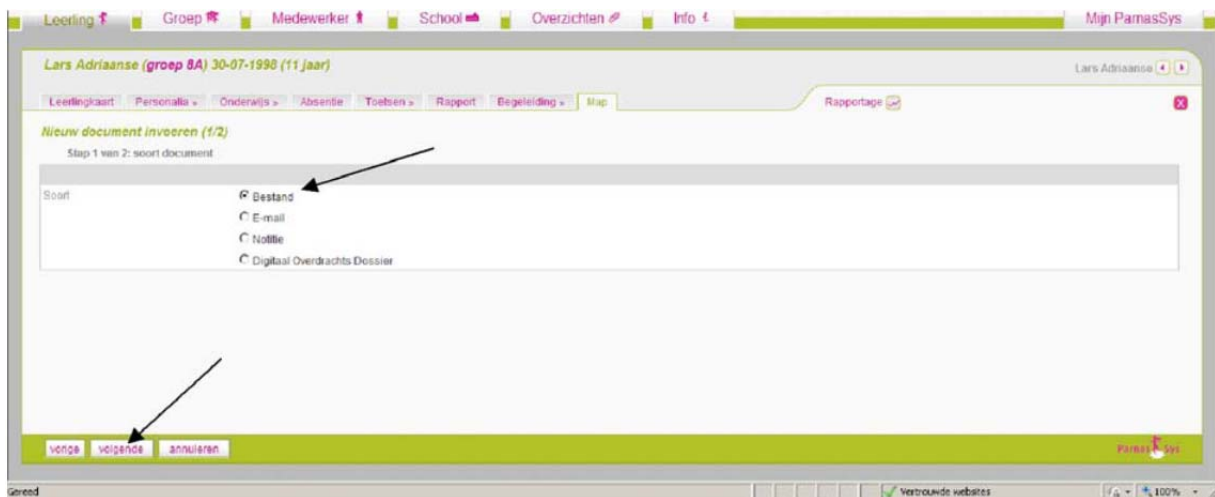 Leerling Groep Medewerker School Overzichten Info Mijn ParnasSys
Lars Adriaanse (groep 8A) 30-07-1998 (11 jaar) Lars Adriaanse
Leerlingkaart Personalia » Onderwijs » Absentie Toetsen » Rapport Begeleiding » Map Rapportage
Nieuw document invoeren (1/2)
Stap 1 van 2: soort document
Soort Bestand
E-mail
Notitie
Digitaal Overdrachts Dossier
vorige volgende annuleren ParnasSys
Gereed Vertrouwde websites 100%